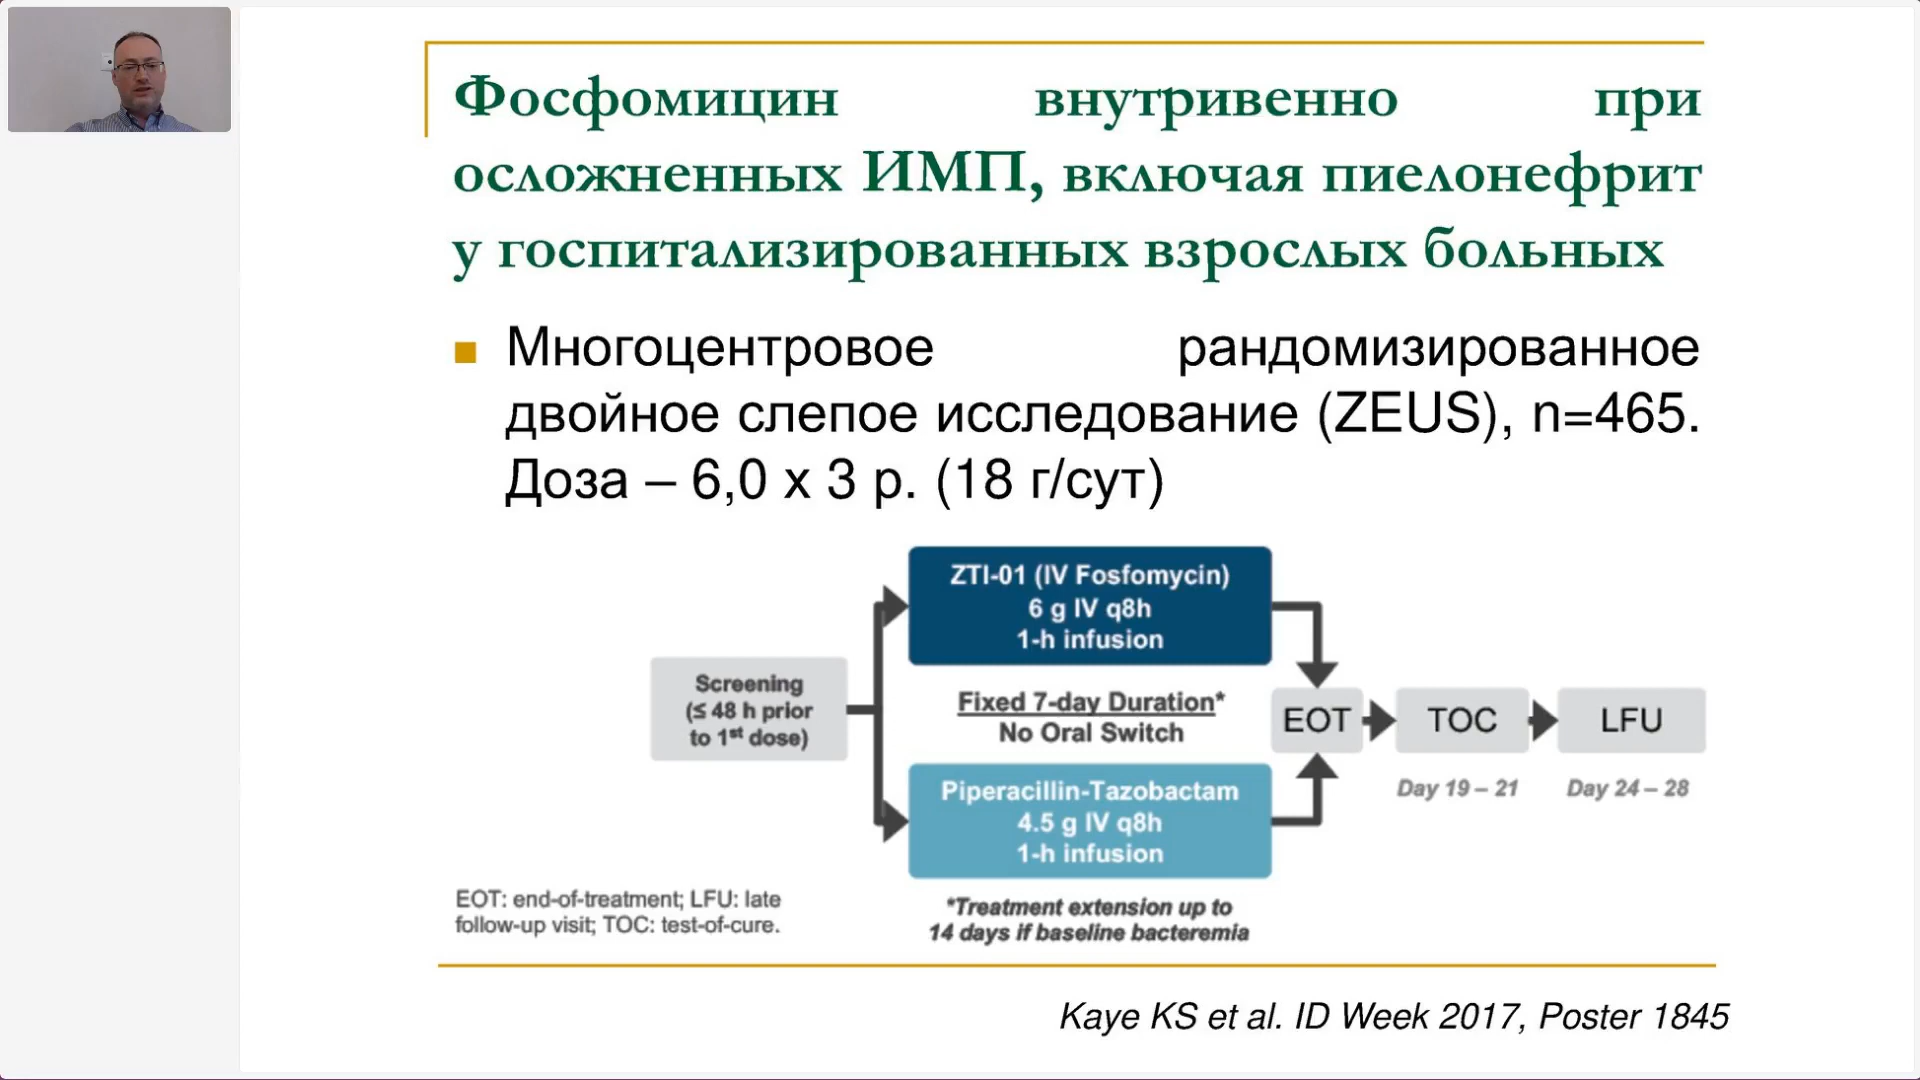 Фосфомицин внутривенно при
осложненных ИМП, включая пиелонефрит
у госпитализированных взрослых больных
Многоцентровое рандомизированное
двойное слепое исследование (ZEUS), n=465.
Доза – 6,0 х 3 р. (18 г/сут)
Screening
(≤ 48 h prior
to 1st dose)
ZTI-01 (IV Fosfomycin)
6 g IV q8h
1-h infusion
Fixed 7-day Duration*
No Oral Switch
Piperacillin-Tazobactam
4.5 g IV q8h
1-h infusion
*Treatment extension up to
14 days if baseline bacteremia
EOT
TOC
LFU
Day 19 – 21
Day 24 – 28
EOT: end-of-treatment; LFU: late
follow-up visit; TOC: test-of-cure.
Kaye KS et al. ID Week 2017, Poster 1845